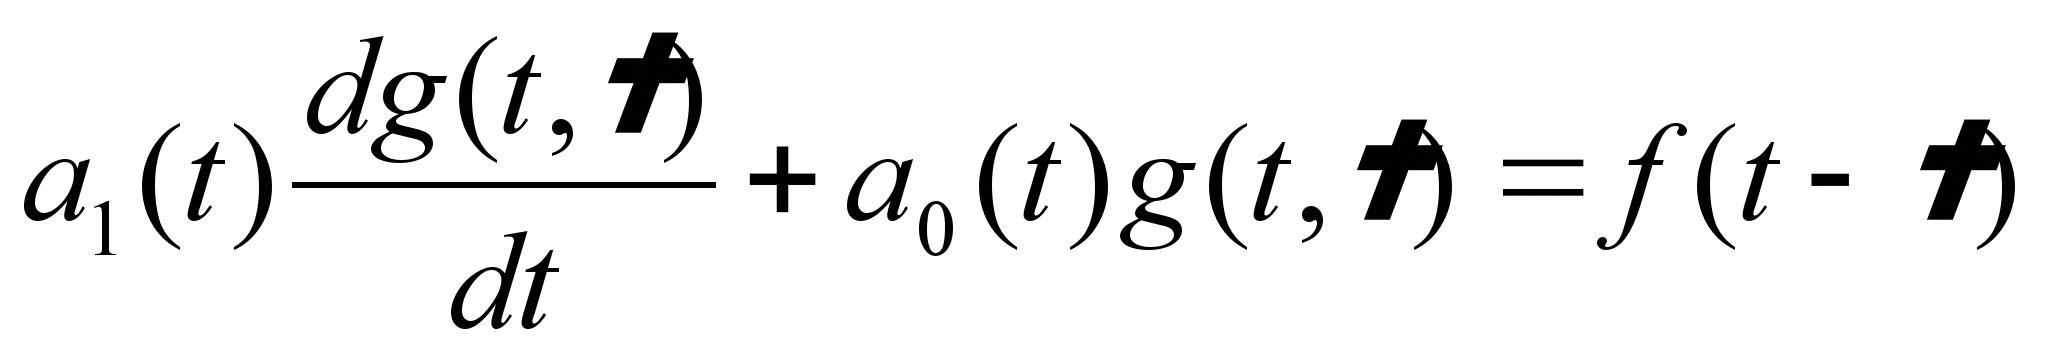 a₁(t) dg(t,✝)/dt + a₀(t)g(t,✝) = f(t - ✝)